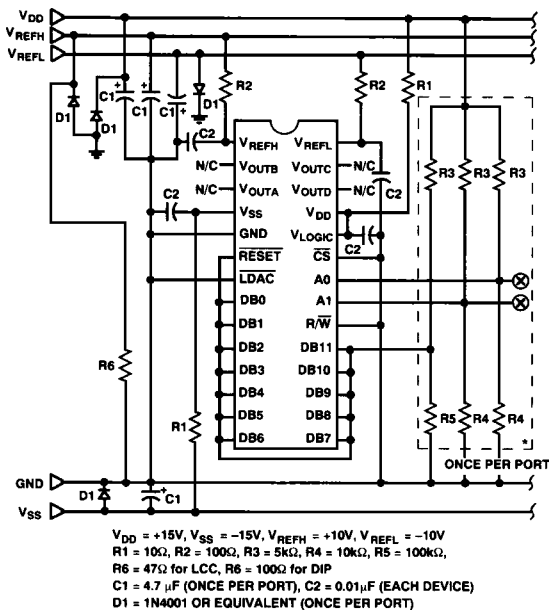 VDD
VREFH
VREFL
R2
R2
R1
D1
D1
C1
C1
C1
D1
C2
R3
R3
R3
VREFH
VREFL
N/C
VOUTB
VOUTC
N/C
C2
N/C
VOUTA
VOUTD
N/C
C2
VSS
VDD
GND
VLOGIC
C2
RESET
CS
LDAC
A0
DB0
A1
DB1
R/W
DB2
DB11
R6
DB3
DB10
DB4
DB9
DB5
DB8
DB6
DB7
R1
R5
R4
R4
*
ONCE PER PORT
GND
D1
C1
VSS
VDD = +15V, VSS = –15V, VREFH = +10V, VREFL = –10V
R1 = 10Ω, R2 = 100Ω, R3 = 5kΩ, R4 = 10kΩ, R5 = 100kΩ,
R6 = 47Ω for LCC, R6 = 100Ω for DIP
C1 = 4.7 μF (ONCE PER PORT), C2 = 0.01μF (EACH DEVICE)
D1 = 1N4001 OR EQUIVALENT (ONCE PER PORT)